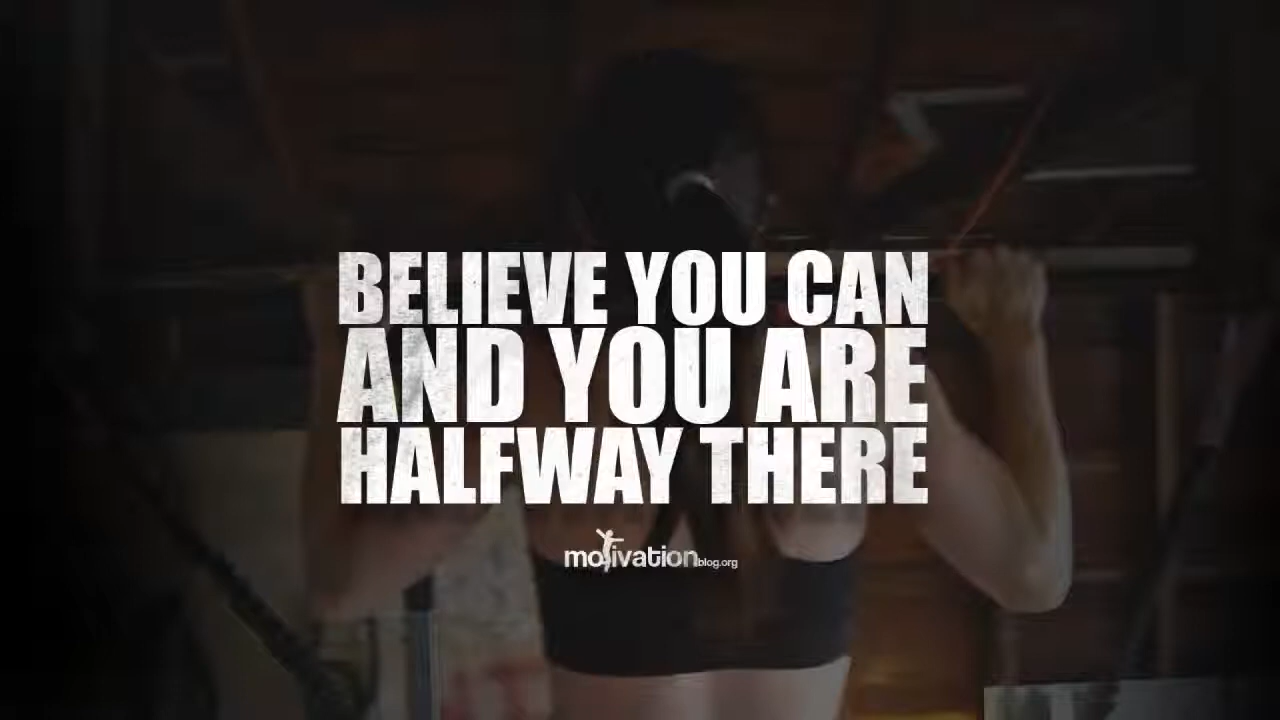 BELIEVE YOU CAN
AND YOU ARE
HALFWAY THERE
motivationblog.org